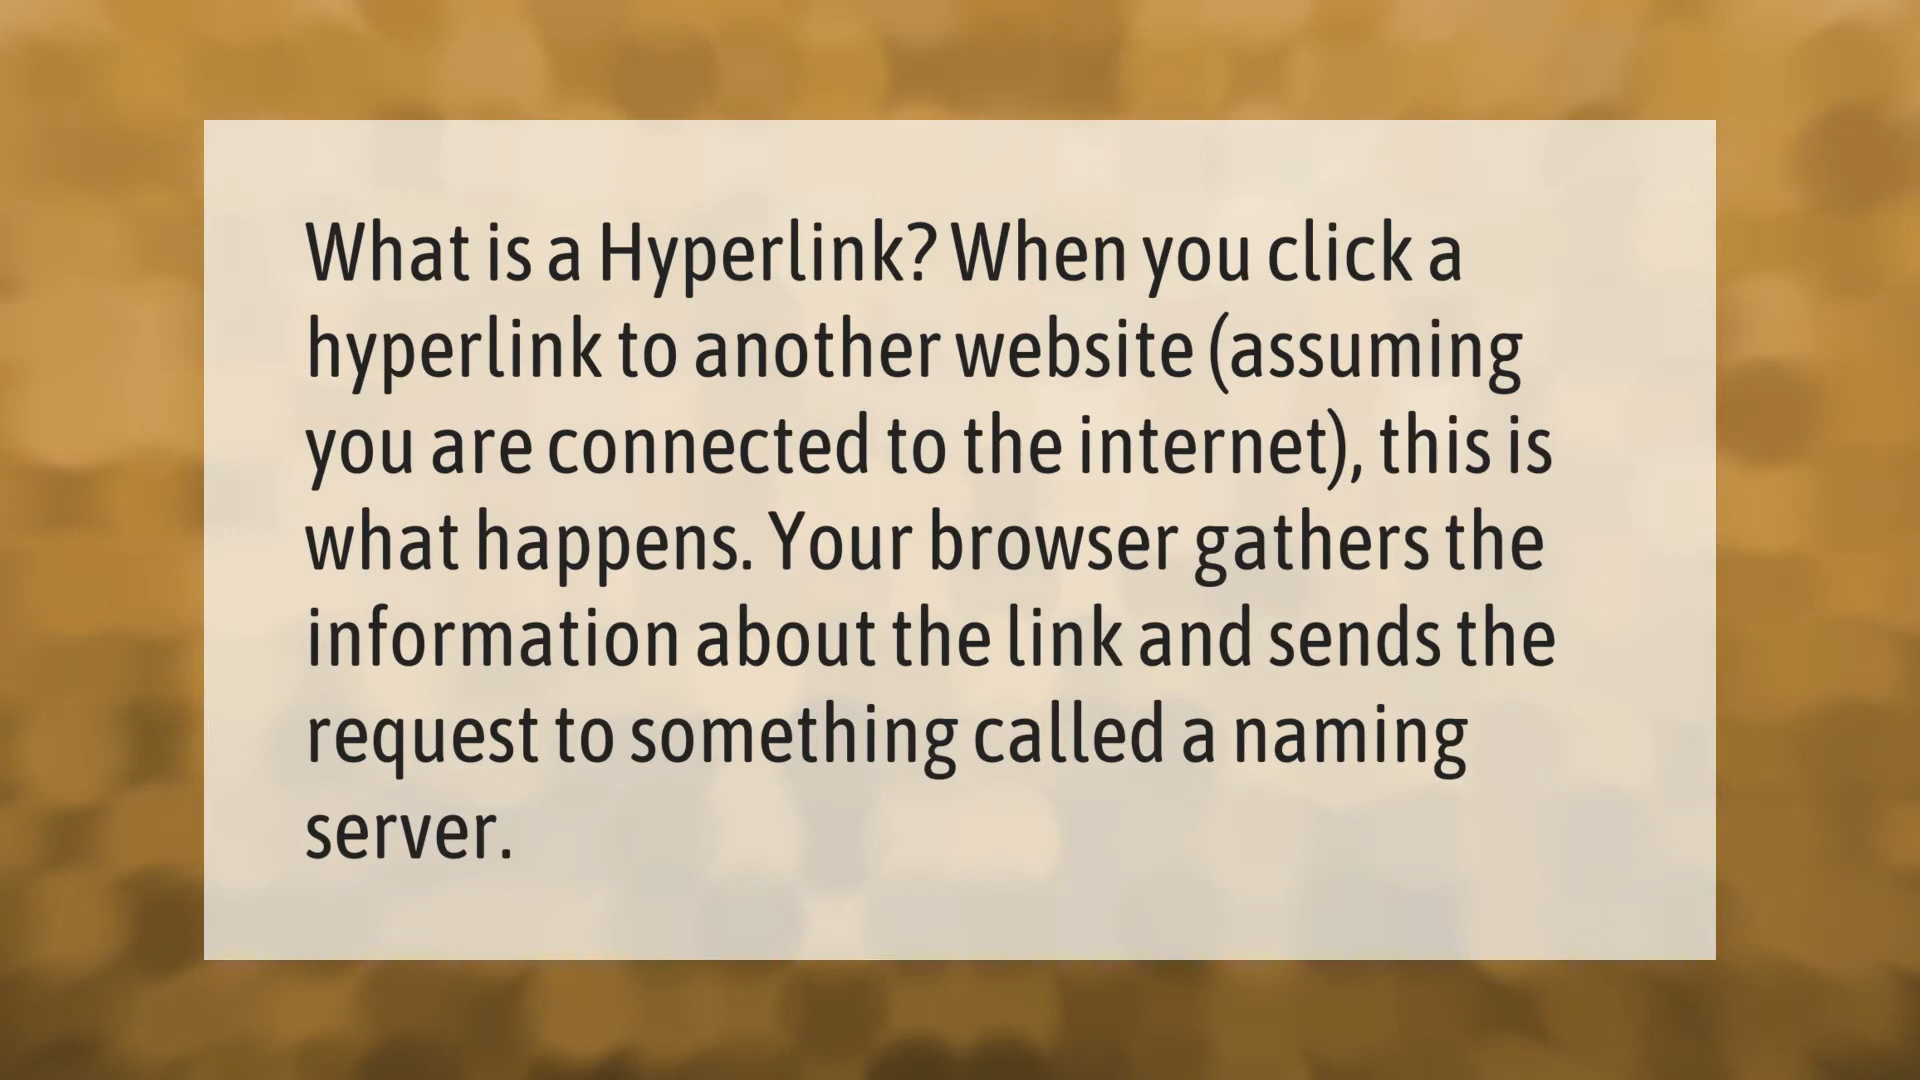 What is a Hyperlink? When you click a
hyperlink to another website (assuming
you are connected to the internet), this is
what happens. Your browser gathers the
information about the link and sends the
request to something called a naming
server.